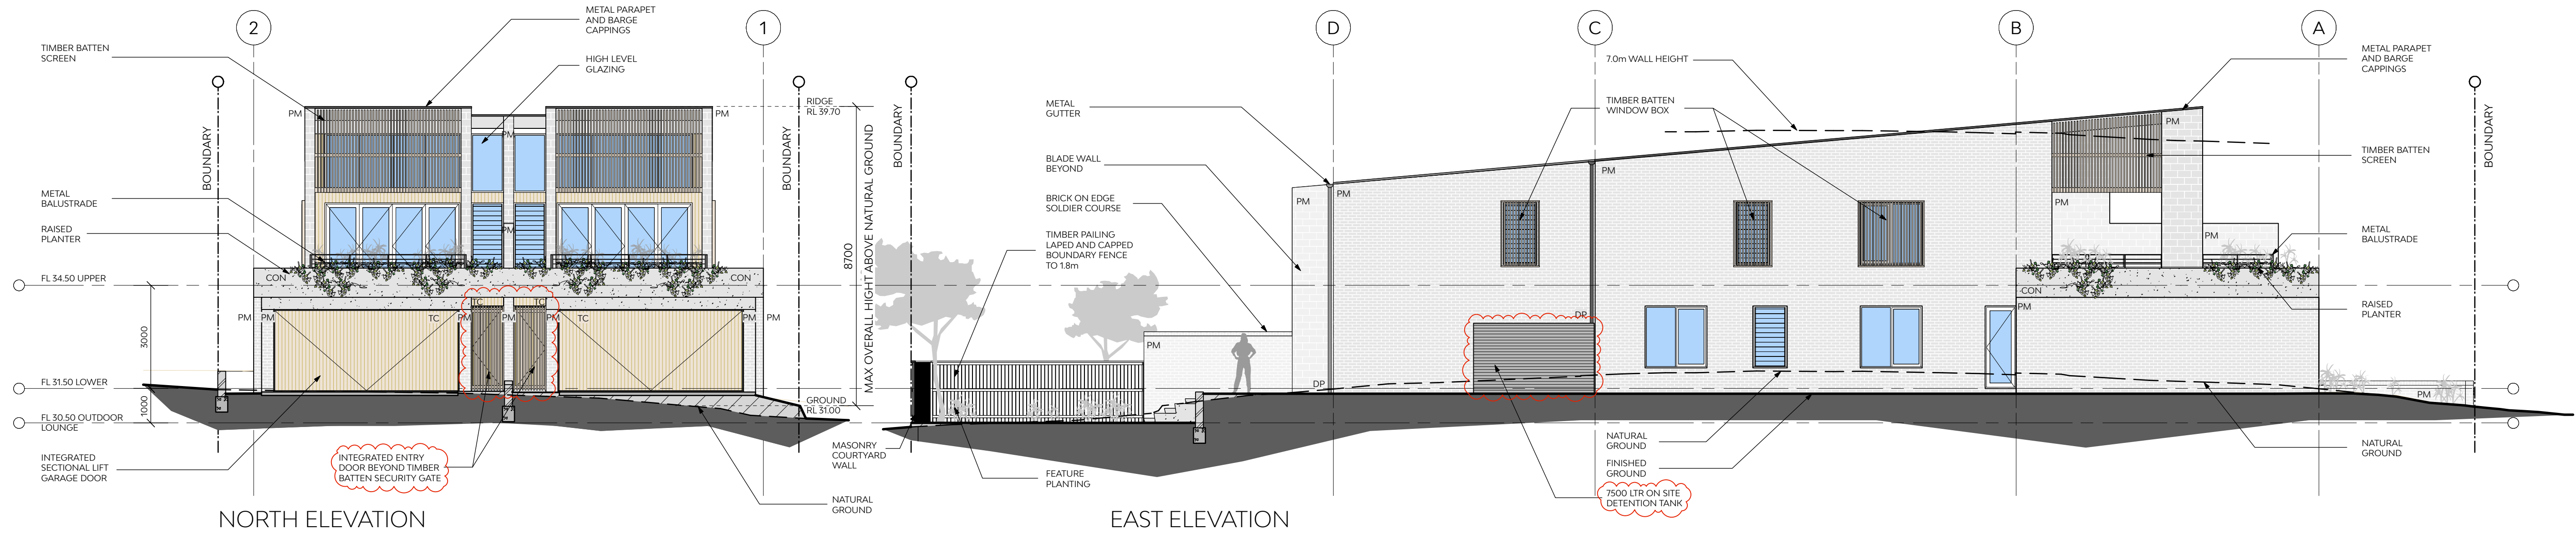 2
1
METAL PARAPET
AND BARGE
CAPPINGS
TIMBER BATTEN
SCREEN
HIGH LEVEL
GLAZING
BOUNDARY
PM
PM
PM
RIDGE
RL 39.70
BOUNDARY
METAL
BALUSTRADE
RAISED
PLANTER
PM
CON
CON
FL 34.50 UPPER
8700
MAX OVERALL HIGHT ABOVE NATURAL GROUND
TC
TC
PM
PM
TC
PM
PM
PM
TC
PM
PM
3000
FL 31.50 LOWER
1000
FL 30.50 OUTDOOR
LOUNGE
GROUND
RL 31.00
INTEGRATED
SECTIONAL LIFT
GARAGE DOOR
INTEGRATED ENTRY
DOOR BEYOND TIMBER
BATTEN SECURITY GATE
NATURAL
GROUND
NORTH ELEVATION
D
C
B
A
BOUNDARY
METAL
GUTTER
BLADE WALL
BEYOND
BRICK ON EDGE
SOLDIER COURSE
TIMBER PAILING
LAPED AND CAPPED
BOUNDARY FENCE
TO 1.8m
7.0m WALL HEIGHT
TIMBER BATTEN
WINDOW BOX
METAL PARAPET
AND BARGE
CAPPINGS
BOUNDARY
TIMBER BATTEN
SCREEN
METAL
BALUSTRADE
RAISED
PLANTER
PM
PM
PM
PM
PM
PM
CON
PM
DP
PM
DP
PM
MASONRY
COURTYARD
WALL
FEATURE
PLANTING
NATURAL
GROUND
FINISHED
GROUND
7500 LTR ON SITE
DETENTION TANK
NATURAL
GROUND
EAST ELEVATION